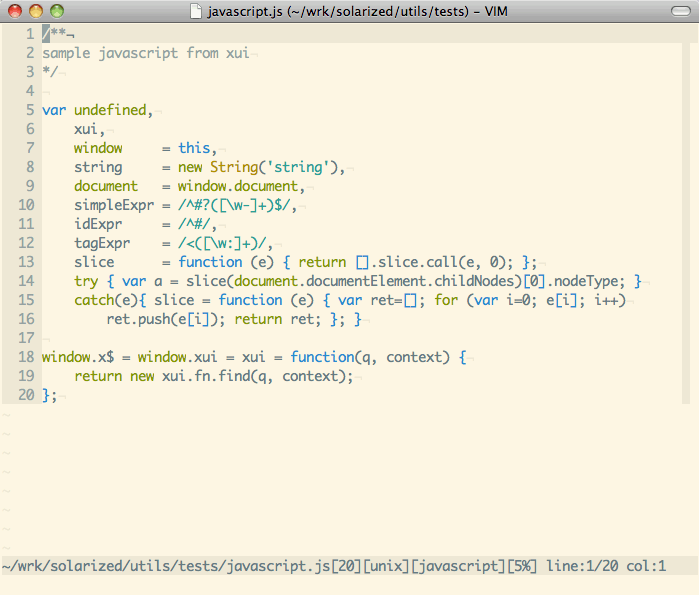 javascript.js (~/wrk/solarized/utils/tests) – VIM
1 /**¬
2 sample javascript from xui¬
3 */¬
4 ¬
5 var undefined,¬
6     xui,¬
7     window     = this,¬
8     string     = new String('string'),¬
9     document   = window.document,¬
10     simpleExpr = /^#?([\w-]+)$/,¬
11     idExpr     = /^#/,¬
12     tagExpr    = /<([\w:]+)/,¬
13     slice      = function (e) { return [].slice.call(e, 0); };¬
14     try { var a = slice(document.documentElement.childNodes)[0].nodeType; }¬
15     catch(e){ slice = function (e) { var ret=[]; for (var i=0; e[i]; i++)¬
16         ret.push(e[i]); return ret; }; }¬
17 ¬
18 window.x$ = window.xui = xui = function(q, context) {¬
19     return new xui.fn.find(q, context);¬
20 };¬
~
~
~
~
~
~
~
~
~/wrk/solarized/utils/tests/javascript.js[20][unix][javascript][5%] line:1/20 col:1